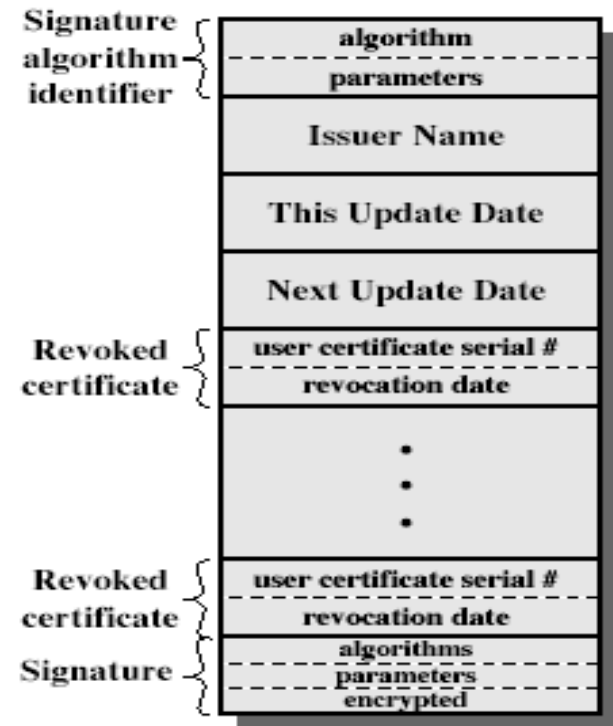 Signature
algorithm
identifier
algorithm
parameters
Issuer Name
This Update Date
Next Update Date
Revoked
certificate
user certificate serial #
revocation date
Revoked
certificate
user certificate serial #
revocation date
Signature
algorithms
parameters
encrypted